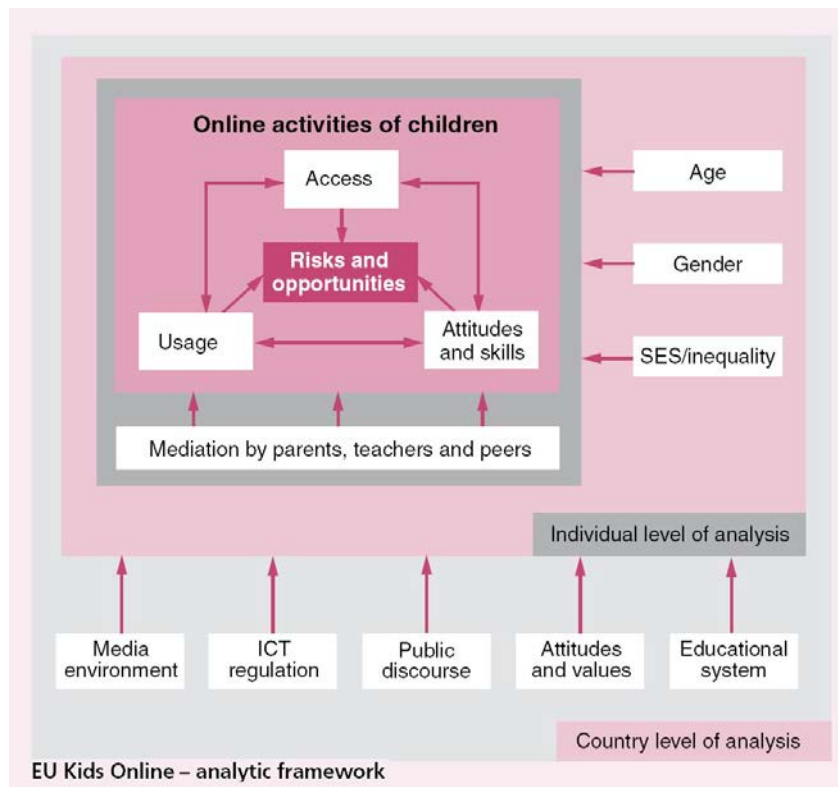 Online activities of children
Access
Age
Risks and
opportunities
Gender
Usage
Attitudes
and skills
SES/inequality
Mediation by parents, teachers and peers
Individual level of analysis
Media
environment
ICT
regulation
Public
discourse
Attitudes
and values
Educational
system
Country level of analysis
EU Kids Online – analytic framework